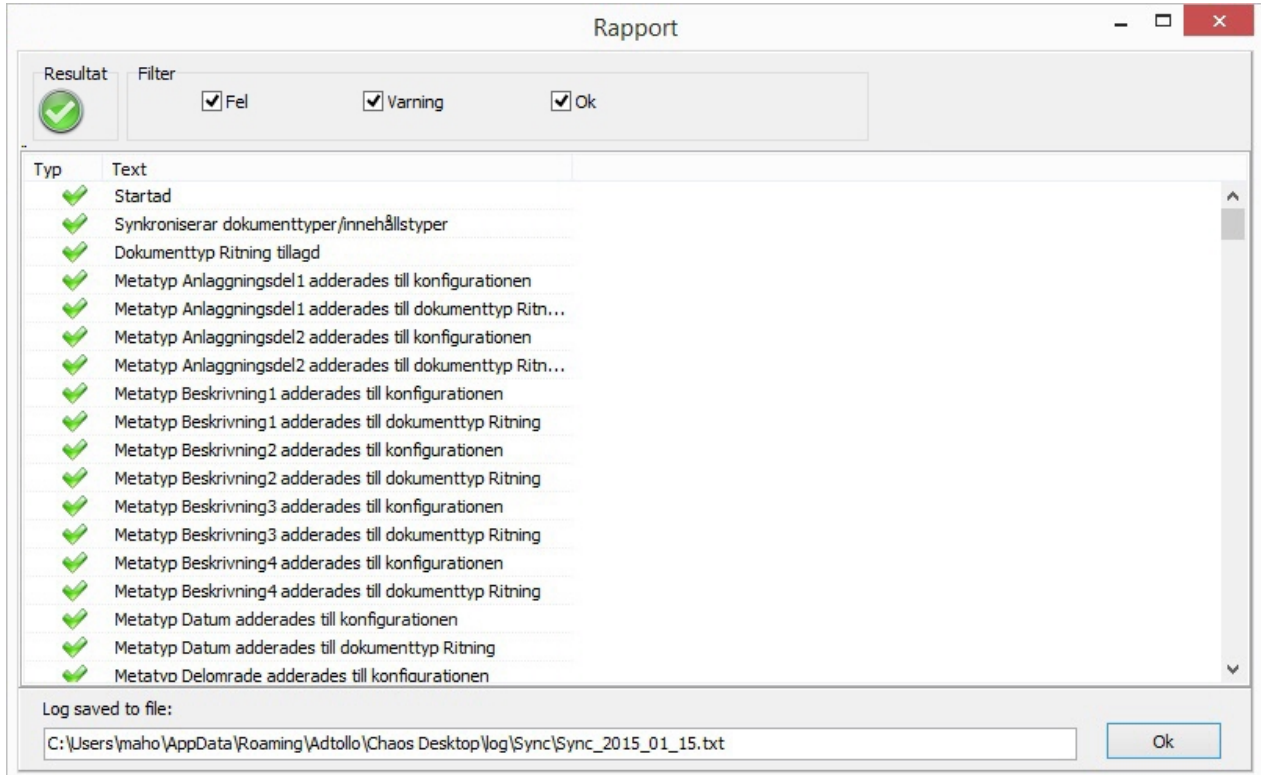 Rapport
Resultat
Filter
Fel
Varning
Ok
Typ
Text
Startad
Synkroniserar dokumenttyper/innehållstyper
Dokumenttyp Ritning tillagd
Metatyp Anlaggningsdel1 adderades till konfigurationen
Metatyp Anlaggningsdel1 adderades till dokumenttyp Ritn...
Metatyp Anlaggningsdel2 adderades till konfigurationen
Metatyp Anlaggningsdel2 adderades till dokumenttyp Ritn...
Metatyp Beskrivning1 adderades till konfigurationen
Metatyp Beskrivning1 adderades till dokumenttyp Ritning
Metatyp Beskrivning2 adderades till konfigurationen
Metatyp Beskrivning2 adderades till dokumenttyp Ritning
Metatyp Beskrivning3 adderades till konfigurationen
Metatyp Beskrivning3 adderades till dokumenttyp Ritning
Metatyp Beskrivning4 adderades till konfigurationen
Metatyp Beskrivning4 adderades till dokumenttyp Ritning
Metatyp Datum adderades till konfigurationen
Metatyp Datum adderades till dokumenttyp Ritning
Metatyp Delomrade adderades till konfigurationen
Log saved to file:
C:\Users\maho\AppData\Roaming\Adtollo\Chaos Desktop\log\Sync\Sync_2015_01_15.txt
Ok